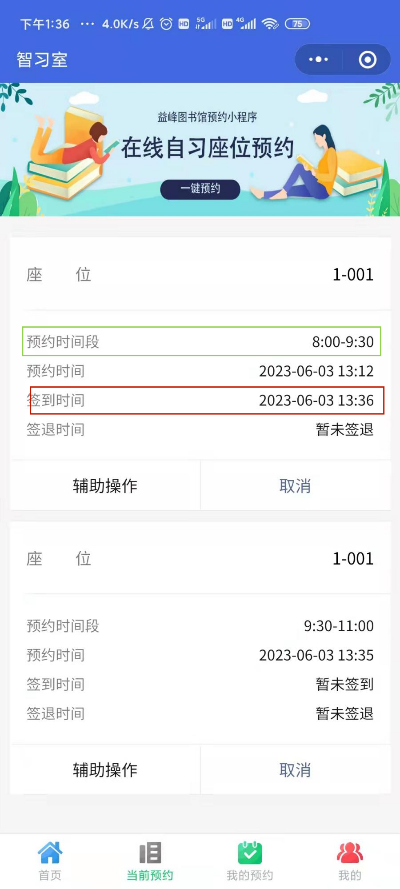 下午1:36 ··· 4.0K/s HD 5G HD 4G 75
智习室
益峰图书馆预约小程序
在线自习座位预约
一键预约
座 位 1-001
预约时间段 8:00-9:30
预约时间 2023-06-03 13:12
签到时间 2023-06-03 13:36
签退时间 暂未签退
辅助操作 取消
座 位 1-001
预约时间段 9:30-11:00
预约时间 2023-06-03 13:35
签到时间 暂未签到
签退时间 暂未签退
辅助操作 取消
首页 当前预约 我的预约 我的